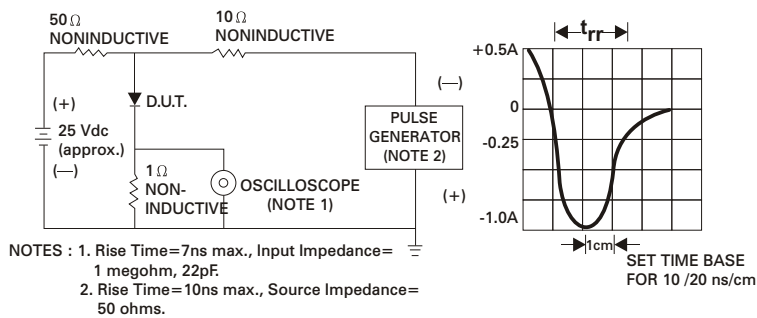 50Ω
NONINDUCTIVE
10Ω
NONINDUCTIVE
(+)
25 Vdc
(approx.)
(—)
D.U.T.
1Ω
NON-
INDUCTIVE
OSCILLOSCOPE
(NOTE 1)
(—)
PULSE
GENERATOR
(NOTE 2)
(+)
trr
+0.5A
0
-0.25
-1.0A
1cm
SET TIME BASE
FOR 10 /20 ns/cm
NOTES : 1. Rise Time=7ns max., Input Impedance=
1 megohm, 22pF.
2. Rise Time=10ns max., Source Impedance=
50 ohms.